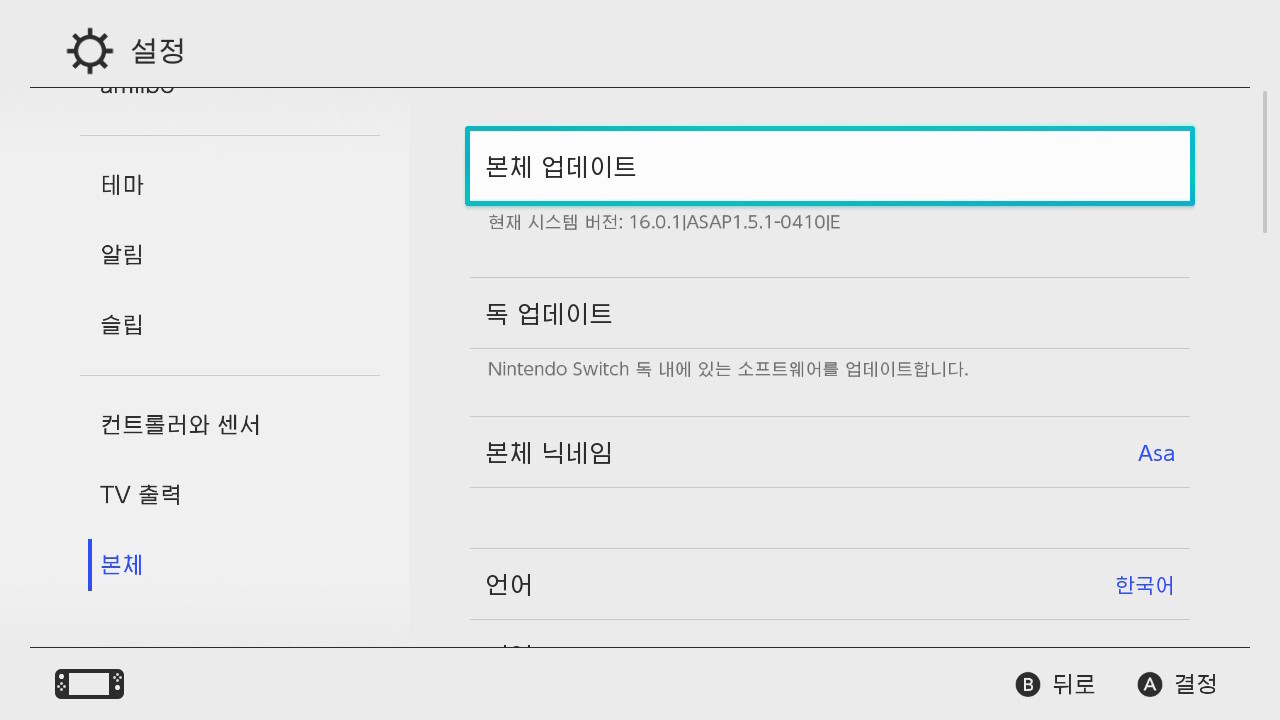 설정
amiibo
테마
알림
슬립
컨트롤러와 센서
TV 출력
본체
본체 업데이트
현재 시스템 버전: 16.0.1|ASAP1.5.1-0410|E
독 업데이트
Nintendo Switch 독 내에 있는 소프트웨어를 업데이트합니다.
본체 닉네임 Asa
언어 한국어
B 뒤로 A 결정